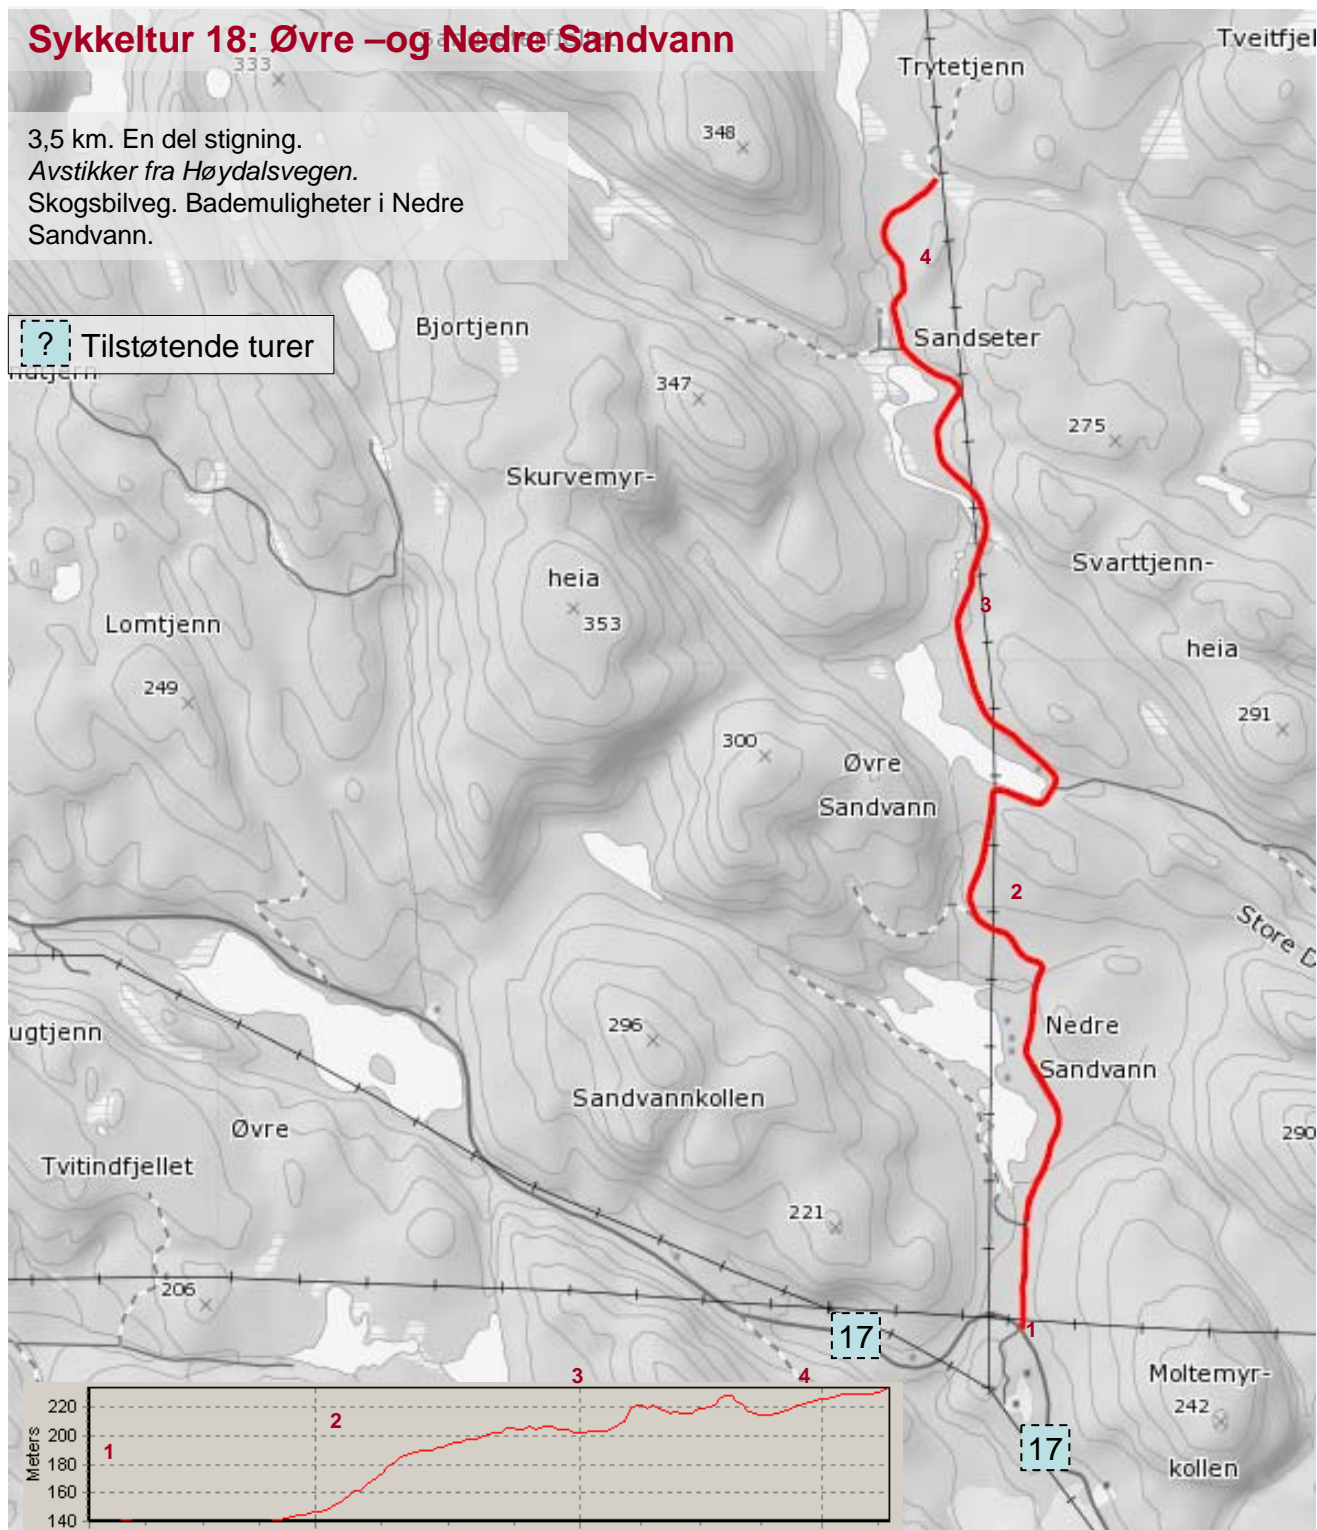 Sykkeltur 18: Øvre –og Nedre Sandvann
333
Trytetjenn
Tveitfjel
3,5 km. En del stigning.
Avstikker fra Høydalsvegen.
Skogsbilveg. Bademuligheter i Nedre
Sandvann.
348
4
? Tilstøtende turer
Bjortjenn
Sandseter
347
275
Skurvemyr-
heia
353
Svarttjenn-
heia
3
Lomtjenn
249
291
300
Øvre
Sandvann
2
Store D
296
Nedre
Sandvann
ugtjenn
Sandvannkollen
Øvre
Tvitindfjellet
290
221
206
17
1
Moltemyr-
242
kollen
17
3
4
2
1
Meters
220
200
180
160
140